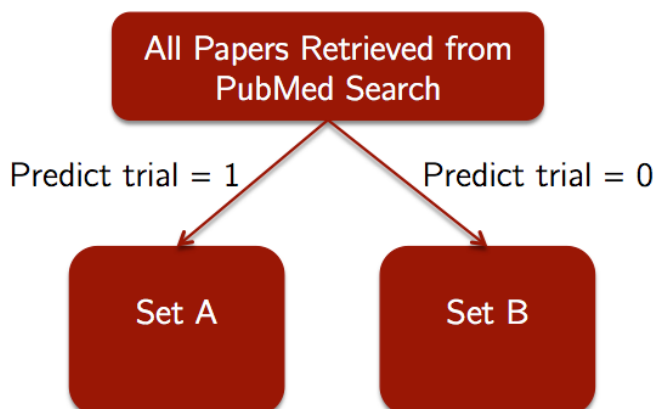 All Papers Retrieved from
PubMed Search
Predict trial = 1
Predict trial = 0
Set A
Set B